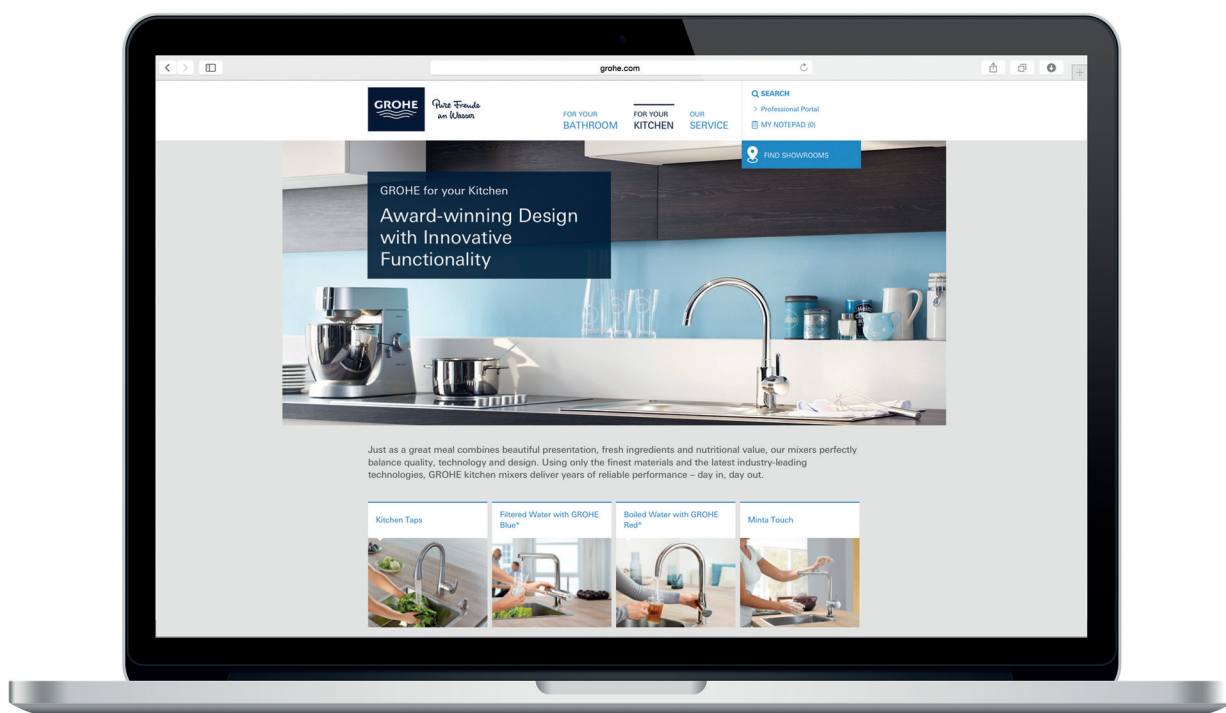 grohe.com
GROHE
Pure Freude
an Wasser
FOR YOUR
BATHROOM
FOR YOUR
KITCHEN
OUR
SERVICE
SEARCH
> Professional Portal
MY NOTEPAD (0)
FIND SHOWROOMS
GROHE for your Kitchen
Award-winning Design
with Innovative
Functionality
Just as a great meal combines beautiful presentation, fresh ingredients and nutritional value, our mixers perfectly
balance quality, technology and design. Using only the finest materials and the latest industry-leading
technologies, GROHE kitchen mixers deliver years of reliable performance – day in, day out.
Kitchen Taps
Filtered Water with GROHE
Blue®
Boiled Water with GROHE
Red®
Minta Touch